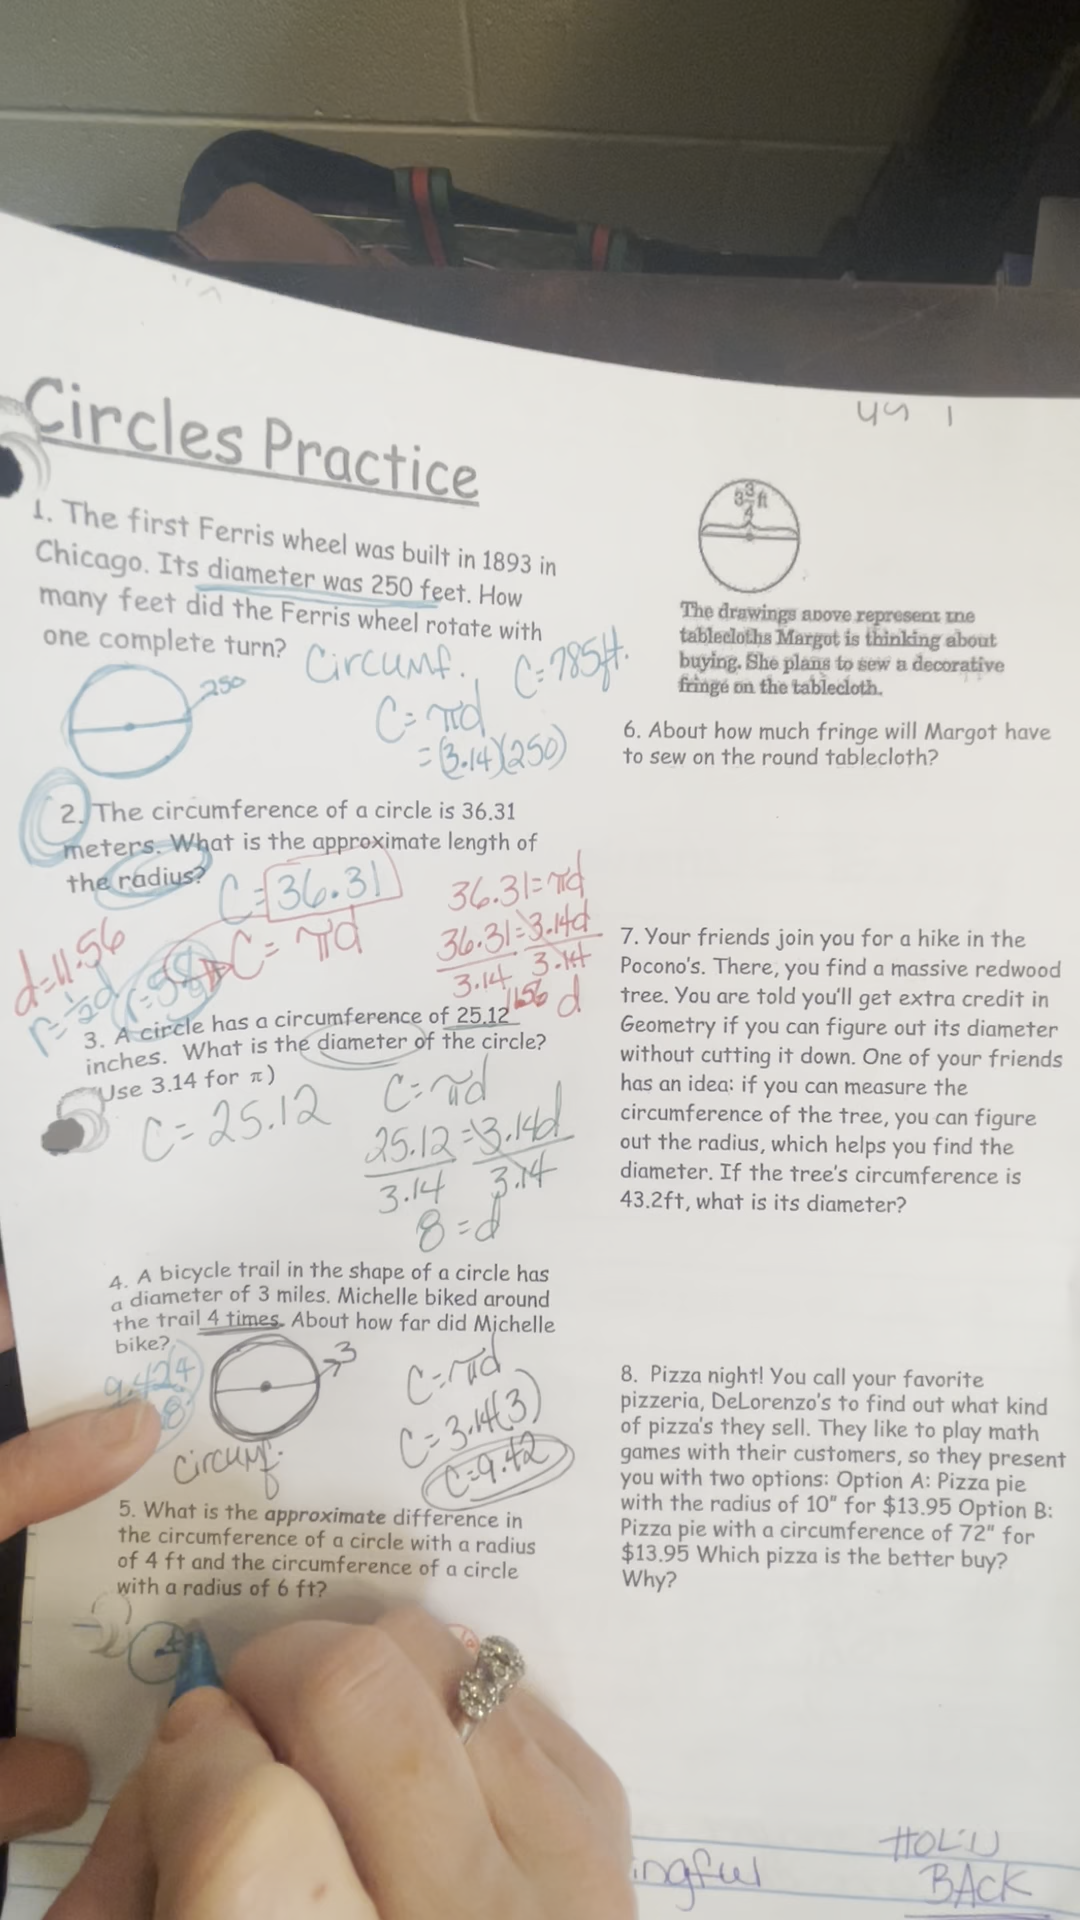 Circles Practice
45 1
1. The first Ferris wheel was built in 1893 in
Chicago. Its diameter was 250 feet. How
many feet did the Ferris wheel rotate with
one complete turn?
Circumf.
C=785ft.
250
C=πd
=(3.14)(250)
2. The circumference of a circle is 36.31
meters. What is the approximate length of
the radius?
C=36.31
C=πd
36.31=πd
36.31=3.14d
3.14 3.14
11.56 d
d=11.56
r=½d
3. A circle has a circumference of 25.12
inches. What is the diameter of the circle?
Use 3.14 for π)
C=25.12
C=πd
25.12=3.14d
3.14 3.14
8=d
4. A bicycle trail in the shape of a circle has
a diameter of 3 miles. Michelle biked around
the trail 4 times. About how far did Michelle
bike?
3
circumf.
C=πd
C=3.14(3)
C=9.42
5. What is the approximate difference in
the circumference of a circle with a radius
of 4 ft and the circumference of a circle
with a radius of 6 ft?
3 3/4 ft
The drawings above represent the
tablecloths Margot is thinking about
buying. She plans to sew a decorative
fringe on the tablecloth.
6. About how much fringe will Margot have
to sew on the round tablecloth?
7. Your friends join you for a hike in the
Pocono's. There, you find a massive redwood
tree. You are told you'll get extra credit in
Geometry if you can figure out its diameter
without cutting it down. One of your friends
has an idea: if you can measure the
circumference of the tree, you can figure
out the radius, which helps you find the
diameter. If the tree's circumference is
43.2ft, what is its diameter?
8. Pizza night! You call your favorite
pizzeria, DeLorenzo's to find out what kind
of pizza's they sell. They like to play math
games with their customers, so they present
you with two options: Option A: Pizza pie
with the radius of 10" for $13.95 Option B:
Pizza pie with a circumference of 72" for
$13.95 Which pizza is the better buy?
Why?
ingful
BACK